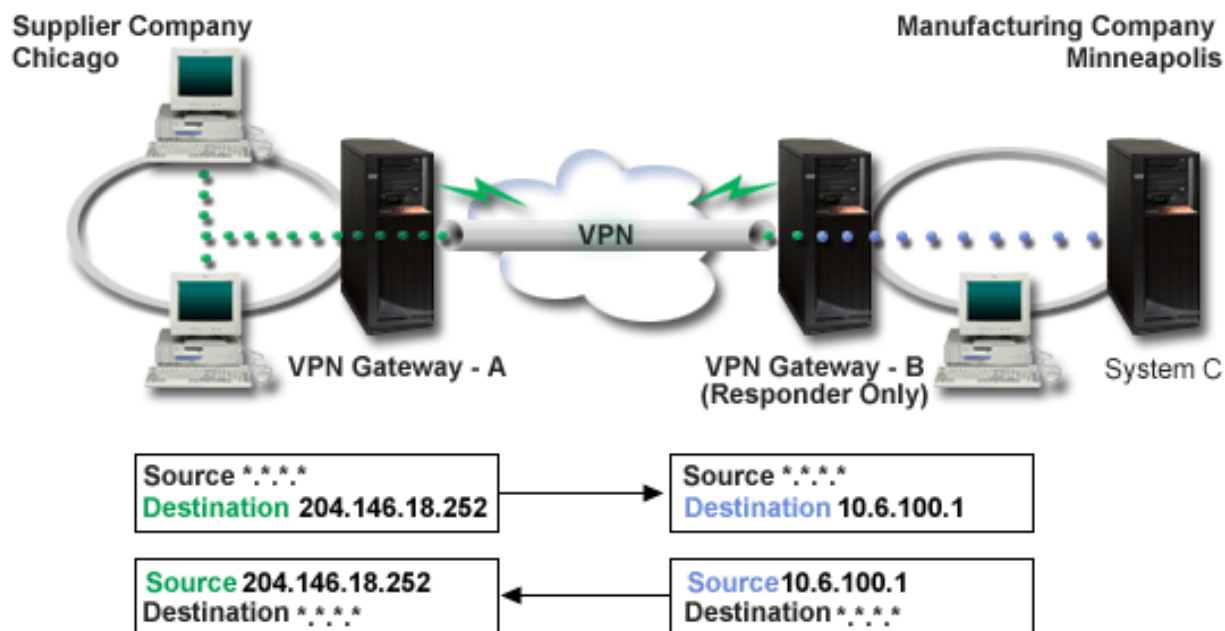 Supplier Company
Chicago
Manufacturing Company
Minneapolis
VPN
VPN Gateway - A
VPN Gateway - B
(Responder Only)
System C
Source *.*.*.*
Destination 204.146.18.252
Source *.*.*.*
Destination 10.6.100.1
Source 204.146.18.252
Destination *.*.*.*
Source 10.6.100.1
Destination *.*.*.*